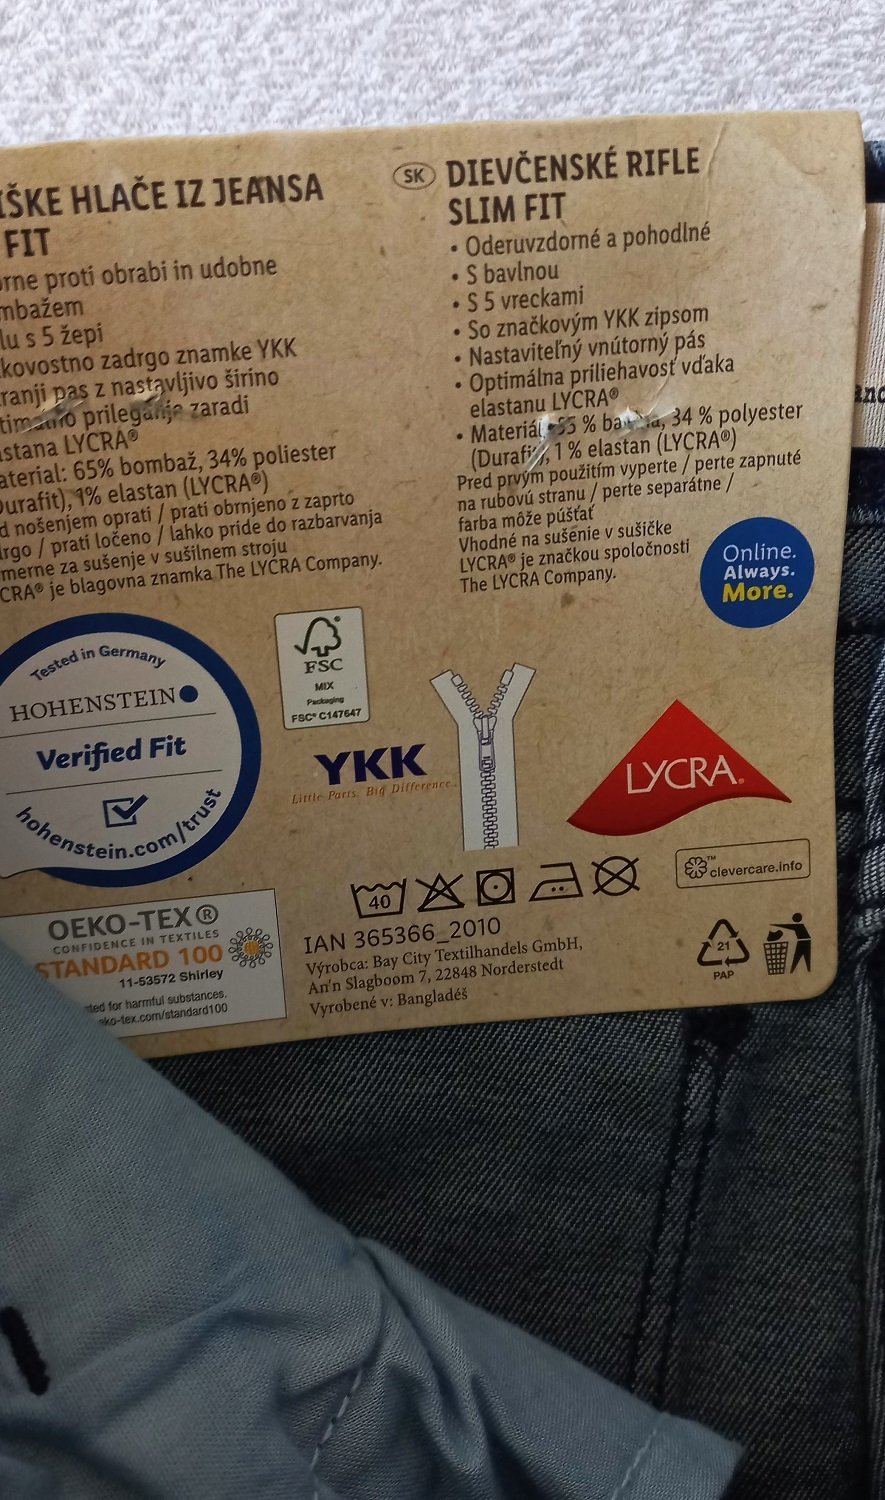 IŠKE HLAČE IZ JEANSA
FIT
orne proti obrabi in udobne
mbažem
lu s 5 žepi
kovostno zadrgo znamke YKK
ranji pas z nastavljivo širino
timalno prileganje zaradi
astana LYCRA®
aterial: 65% bombaž, 34% poliester
Durafit), 1% elastan (LYCRA®)
d nošenjem oprati / prati obrnjeno z zaprto
drgo / prati ločeno / lahko pride do razbarvanja
merne za sušenje v sušilnem stroju
CRA® je blagovna znamka The LYCRA Company.
SK DIEVČENSKÉ RIFLE
SLIM FIT
• Oderuvzdorné a pohodlné
• S bavlnou
• S 5 vreckami
• So značkovým YKK zipsom
• Nastaviteľný vnútorný pás
• Optimálna priliehavosť vďaka
elastanu LYCRA®
• Materiál 65 % bavlna, 34 % polyester
(Durafit), 1 % elastan (LYCRA®)
Pred prvým použitím vyperte / perte zapnuté
na rubovú stranu / perte separátne /
farba môže púšťať
Vhodné na sušenie v sušičke
LYCRA® je značkou spoločnosti
The LYCRA Company.
Online.
Always.
More.
Tested in Germany
HOHENSTEIN
Verified Fit
hohenstein.com/trust
FSC
MIX
Packaging
FSC® C147647
YKK
Little Parts. Big Difference.
LYCRA®
40
clevercare.info™
OEKO-TEX®
CONFIDENCE IN TEXTILES
STANDARD 100
11-53572 Shirley
ted for harmful substances.
eko-tex.com/standard100
IAN 365366_2010
Výrobca: Bay City Textilhandels GmbH,
An'n Slagboom 7, 22848 Norderstedt
Vyrobené v: Bangladéš
21
PAP